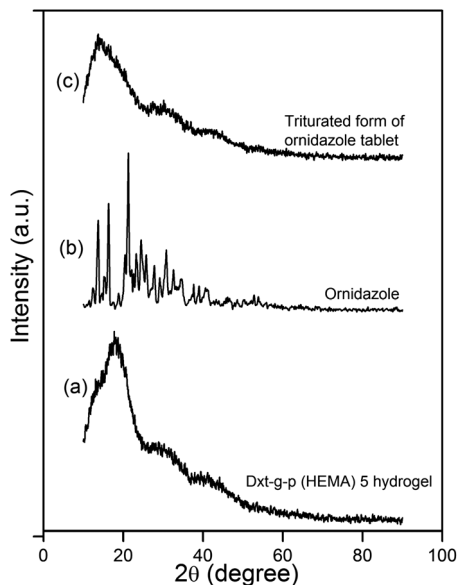 (c)
Triturated form of
ornidazole tablet
(b)
Ornidazole
(a)
Dxt-g-p (HEMA) 5 hydrogel
Intensity (a.u.)
0 20 40 60 80 100
2θ (degree)